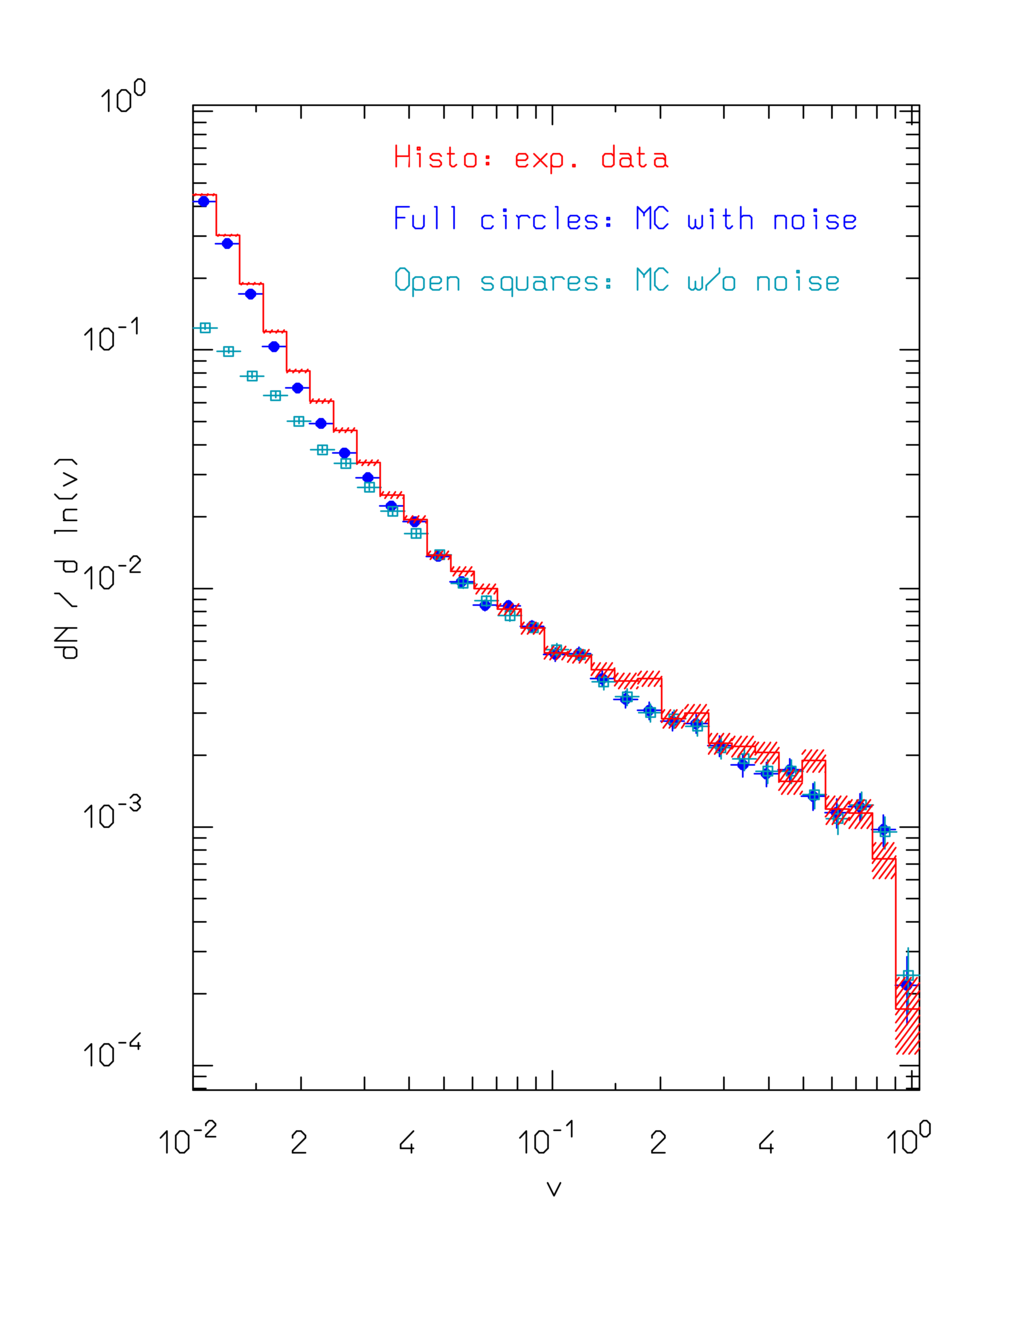 10^0
Histo: exp. data
Full circles: MC with noise
Open squares: MC w/o noise
10^-1
10^-2
10^-3
10^-4
dN / d ln(v)
10^-2 2 4 10^-1 2 4 10^0
v